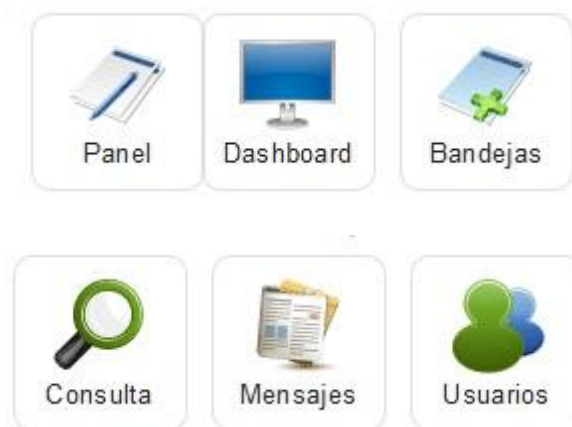 Panel
Dashboard
Bandejas
Consulta
Mensajes
Usuarios